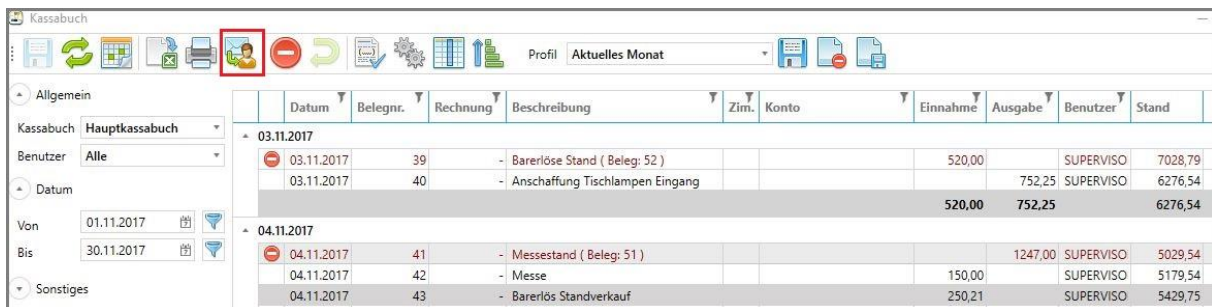 Kassabuch
Profil Aktuelles Monat
Allgemein
Kassabuch Hauptkassabuch
Benutzer Alle
Datum
Von 01.11.2017
Bis 30.11.2017
Sonstiges
Datum Belegnr. Rechnung Beschreibung Zim. Konto Einnahme Ausgabe Benutzer Stand
03.11.2017
03.11.2017 39 - Barerlöse Stand ( Beleg: 52 ) 520,00 SUPERVISO 7028,79
03.11.2017 40 - Anschaffung Tischlampen Eingang 752,25 SUPERVISO 6276,54
520,00 752,25 6276,54
04.11.2017
04.11.2017 41 - Messestand ( Beleg: 51 ) 1247,00 SUPERVISO 5029,54
04.11.2017 42 - Messe 150,00 SUPERVISO 5179,54
04.11.2017 43 - Barerlös Standverkauf 250,21 SUPERVISO 5429,75